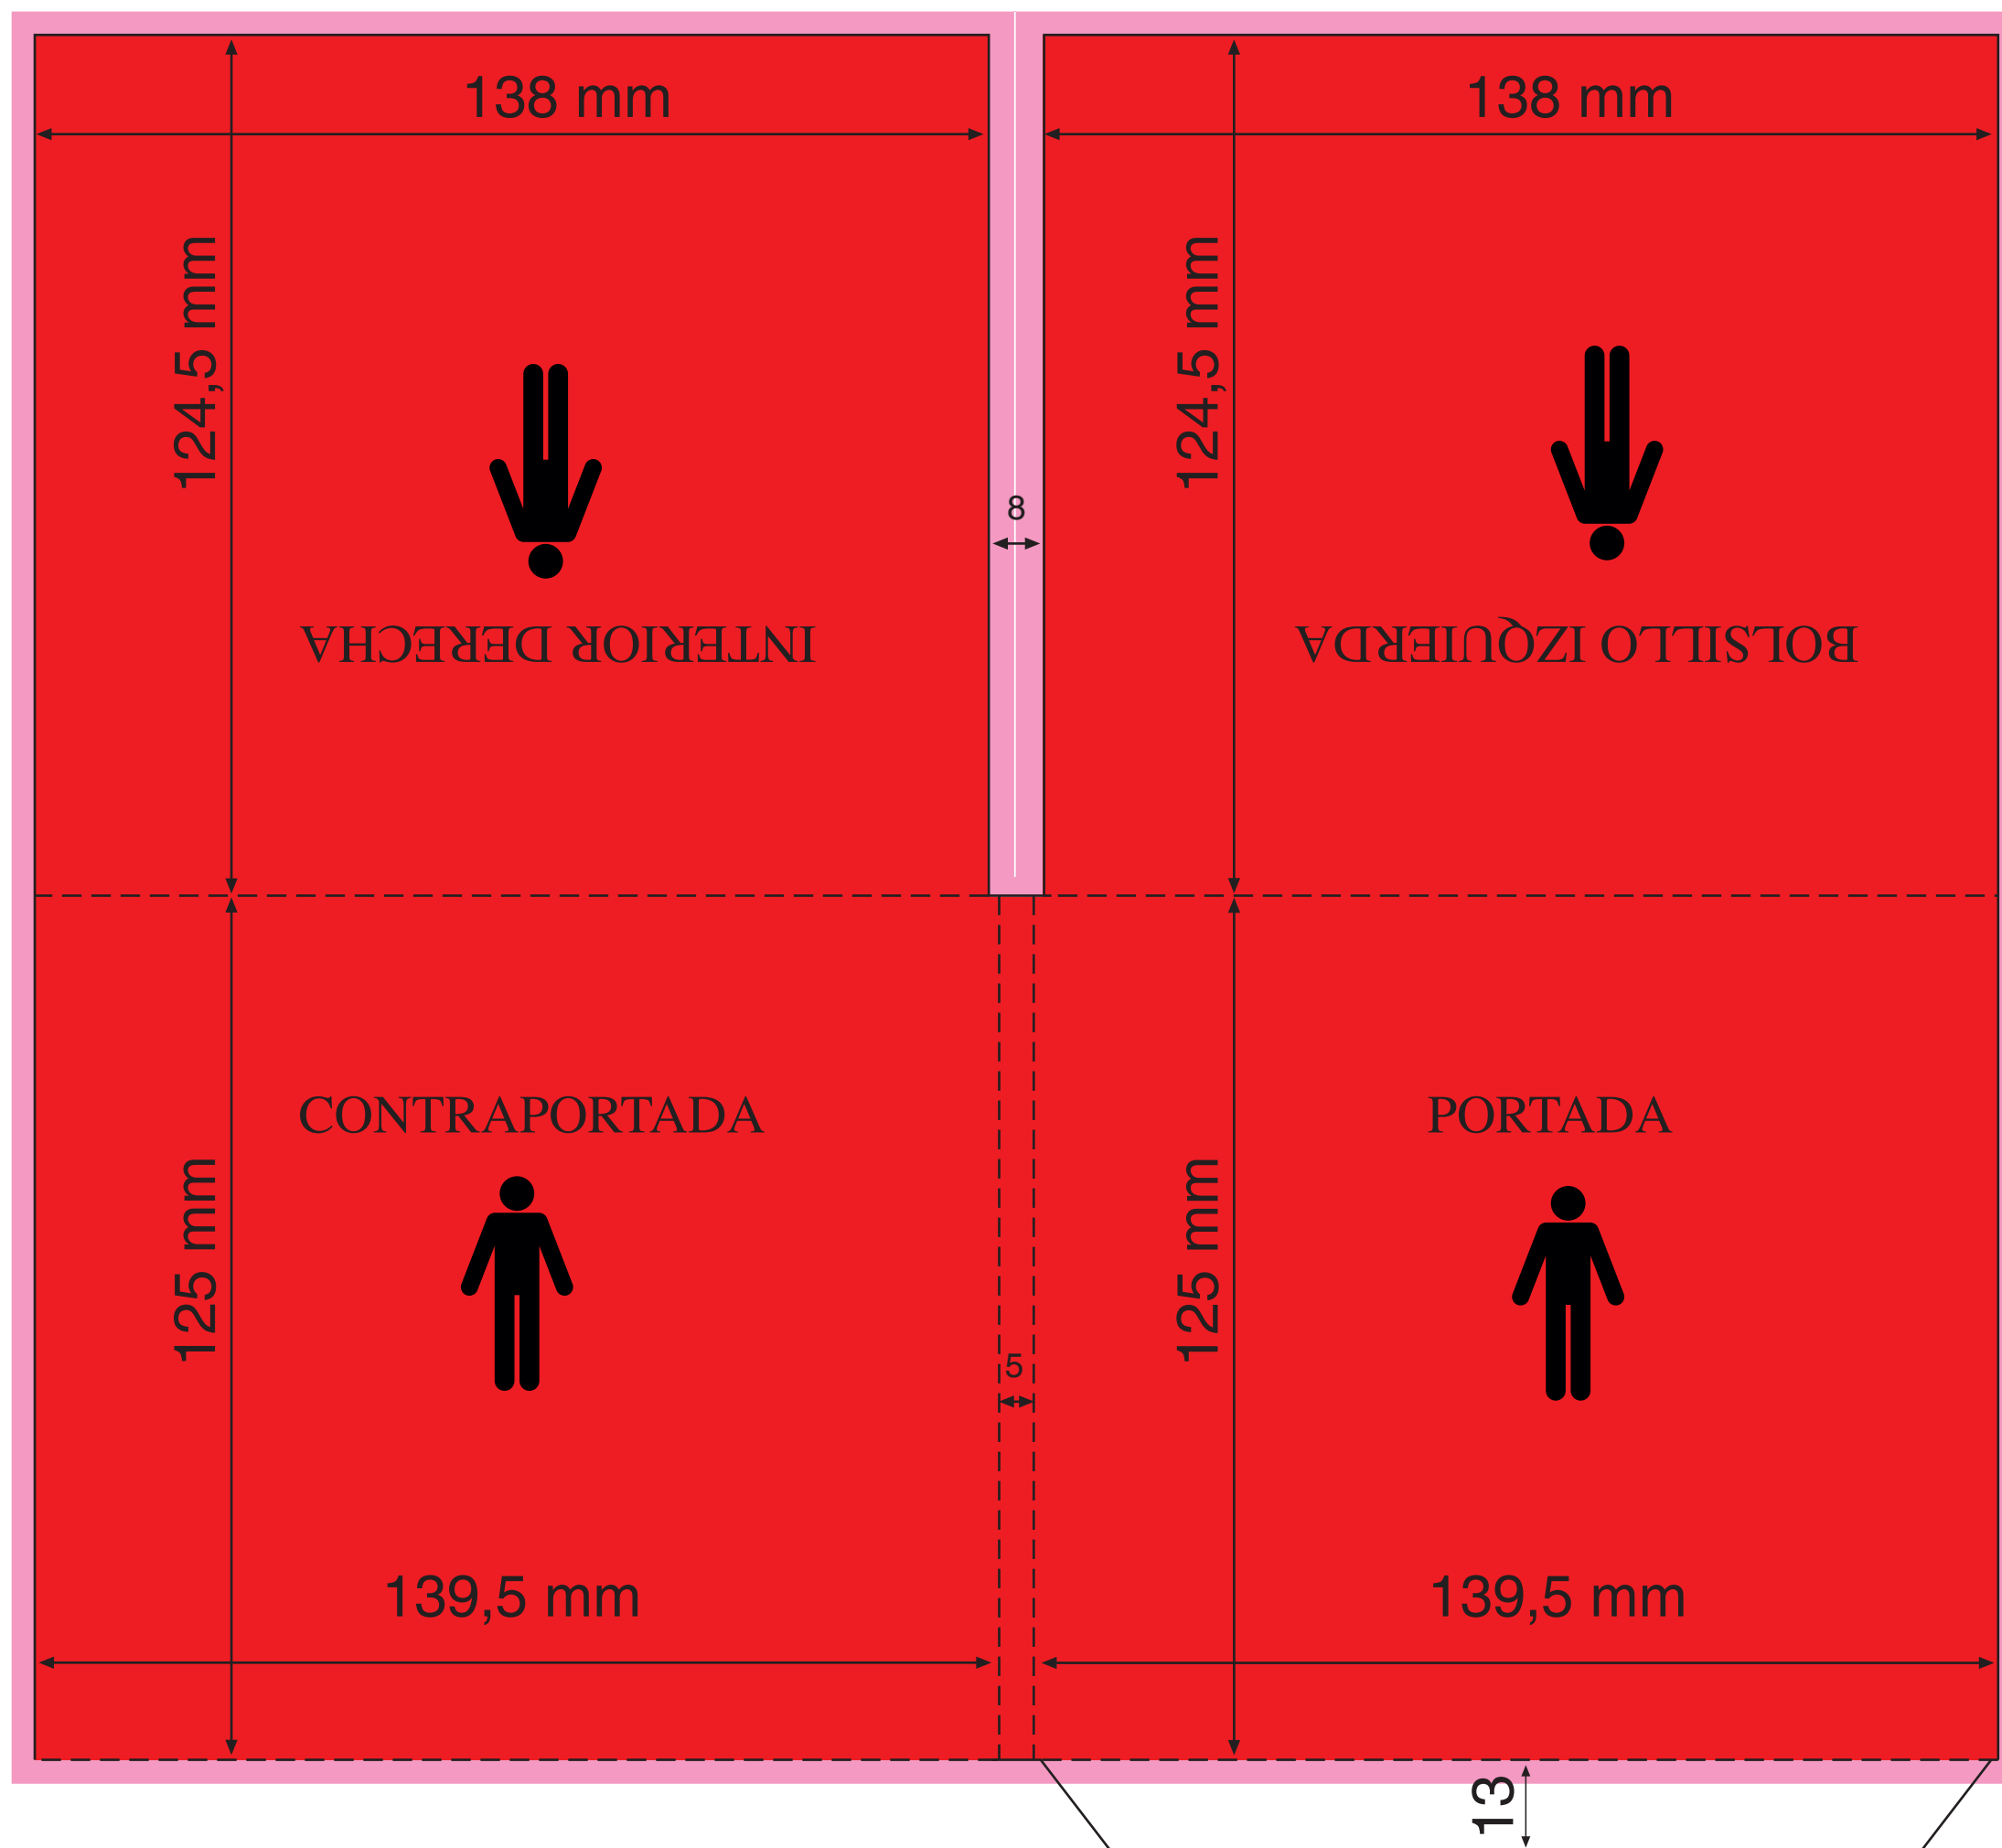 138 mm
138 mm
124,5 mm
124,5 mm
8
INTERIOR DERECHA
BOLSILLO IZQUIERDA
CONTRAPORTADA
PORTADA
125 mm
125 mm
5
139,5 mm
139,5 mm
13